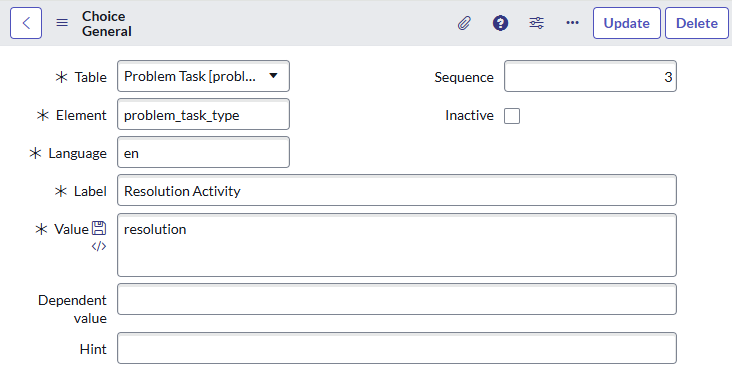 Choice
General
Update
Delete
Table
Problem Task [probl...
Sequence
3
Element
problem_task_type
Inactive
Language
en
Label
Resolution Activity
Value
resolution
Dependent
value
Hint